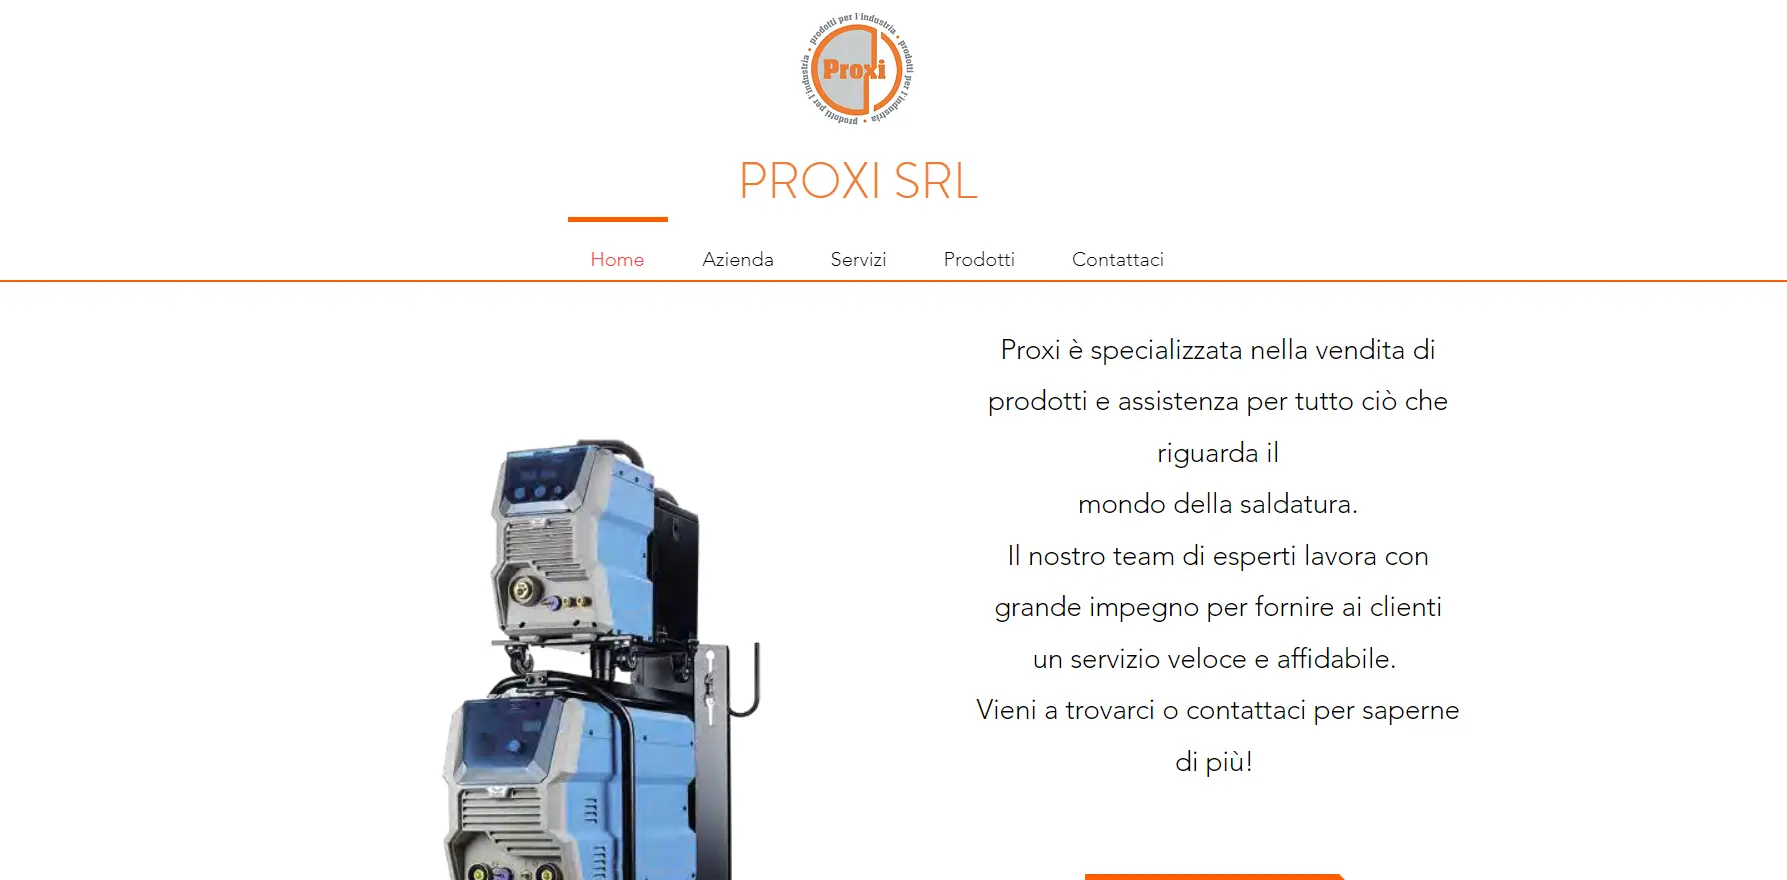 prodotti per l'industria • prodotti per l'industria • prodotti per l'industria •
Proxi
PROXI SRL
Home
Azienda
Servizi
Prodotti
Contattaci
Proxi è specializzata nella vendita di
prodotti e assistenza per tutto ciò che
riguarda il
mondo della saldatura.
Il nostro team di esperti lavora con
grande impegno per fornire ai clienti
un servizio veloce e affidabile.
Vieni a trovarci o contattaci per saperne
di più!